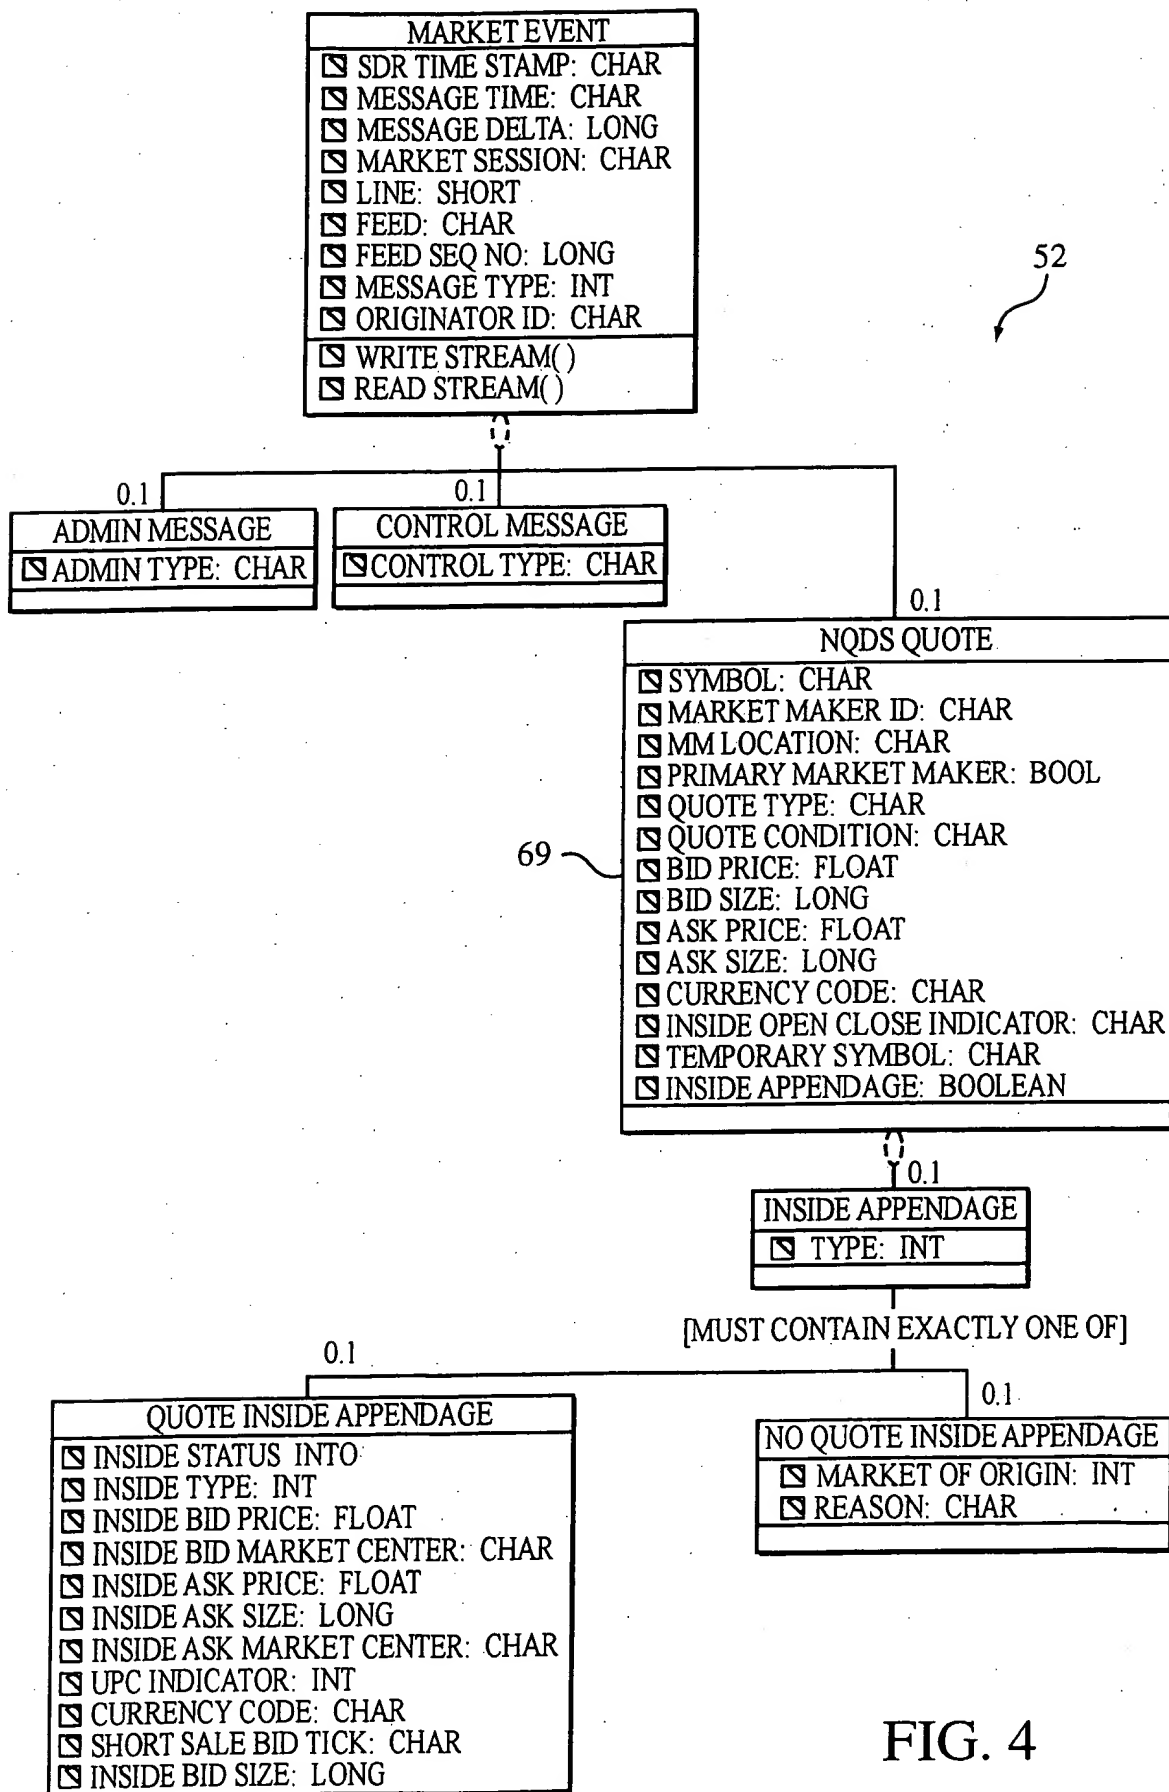 MARKET EVENT
SDR TIME STAMP: CHAR
MESSAGE TIME: CHAR
MESSAGE DELTA: LONG
MARKET SESSION: CHAR
LINE: SHORT
FEED: CHAR
FEED SEQ NO: LONG
MESSAGE TYPE: INT
ORIGINATOR ID: CHAR
WRITE STREAM( )
READ STREAM( )
52
0.1
ADMIN MESSAGE
ADMIN TYPE: CHAR
0.1
CONTROL MESSAGE
CONTROL TYPE: CHAR
0.1
NQDS QUOTE
SYMBOL: CHAR
MARKET MAKER ID: CHAR
MM LOCATION: CHAR
PRIMARY MARKET MAKER: BOOL
QUOTE TYPE: CHAR
QUOTE CONDITION: CHAR
BID PRICE: FLOAT
BID SIZE: LONG
ASK PRICE: FLOAT
ASK SIZE: LONG
CURRENCY CODE: CHAR
INSIDE OPEN CLOSE INDICATOR: CHAR
TEMPORARY SYMBOL: CHAR
INSIDE APPENDAGE: BOOLEAN
69
0.1
INSIDE APPENDAGE
TYPE: INT
[MUST CONTAIN EXACTLY ONE OF]
0.1
QUOTE INSIDE APPENDAGE
INSIDE STATUS INTO
INSIDE TYPE: INT
INSIDE BID PRICE: FLOAT
INSIDE BID MARKET CENTER: CHAR
INSIDE ASK PRICE: FLOAT
INSIDE ASK SIZE: LONG
INSIDE ASK MARKET CENTER: CHAR
UPC INDICATOR: INT
CURRENCY CODE: CHAR
SHORT SALE BID TICK: CHAR
INSIDE BID SIZE: LONG
0.1
NO QUOTE INSIDE APPENDAGE
MARKET OF ORIGIN: INT
REASON: CHAR
FIG. 4